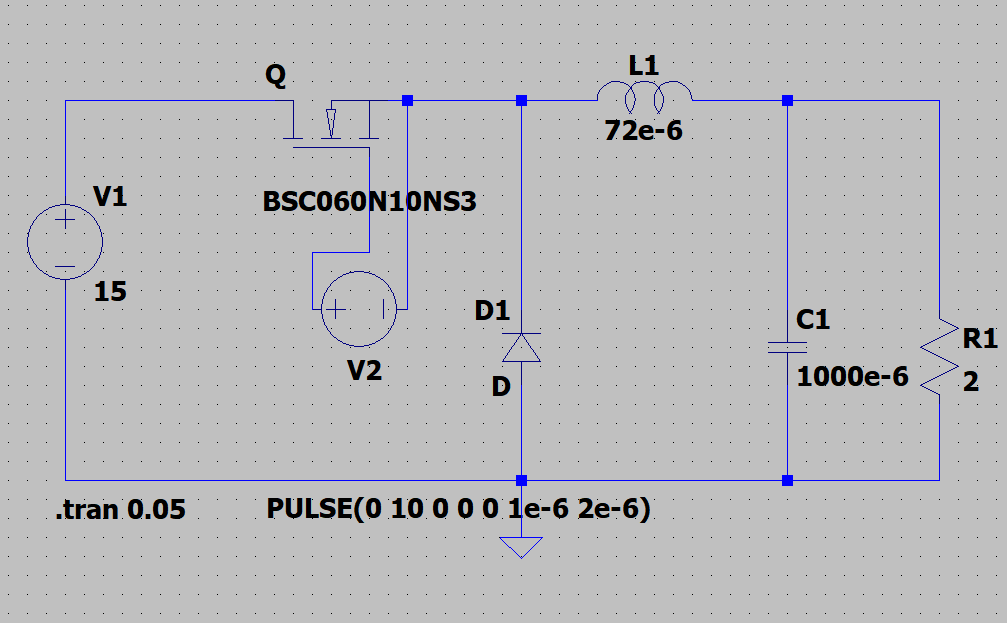 Q
L1
72e-6
V1
BSC060N10NS3
15
D1
C1
R1
V2
D
1000e-6
2
.tran 0.05
PULSE(0 10 0 0 0 1e-6 2e-6)